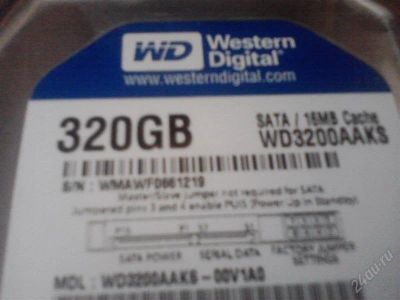 WD Western Digital
www.westerndigital.com
320GB
SATA / 16MB Cache
WD3200AAKS
S/N : WMAWF0661219
Master/Slave jumper not required for SATA
Jumpered pins 3 and 4 enable PUIS (Power Up in Standby)
SATA POWER SERIAL DATA FACTORY JUMPER SETTINGS
MDL : WD3200AAKS-00V1A0
24au.ru